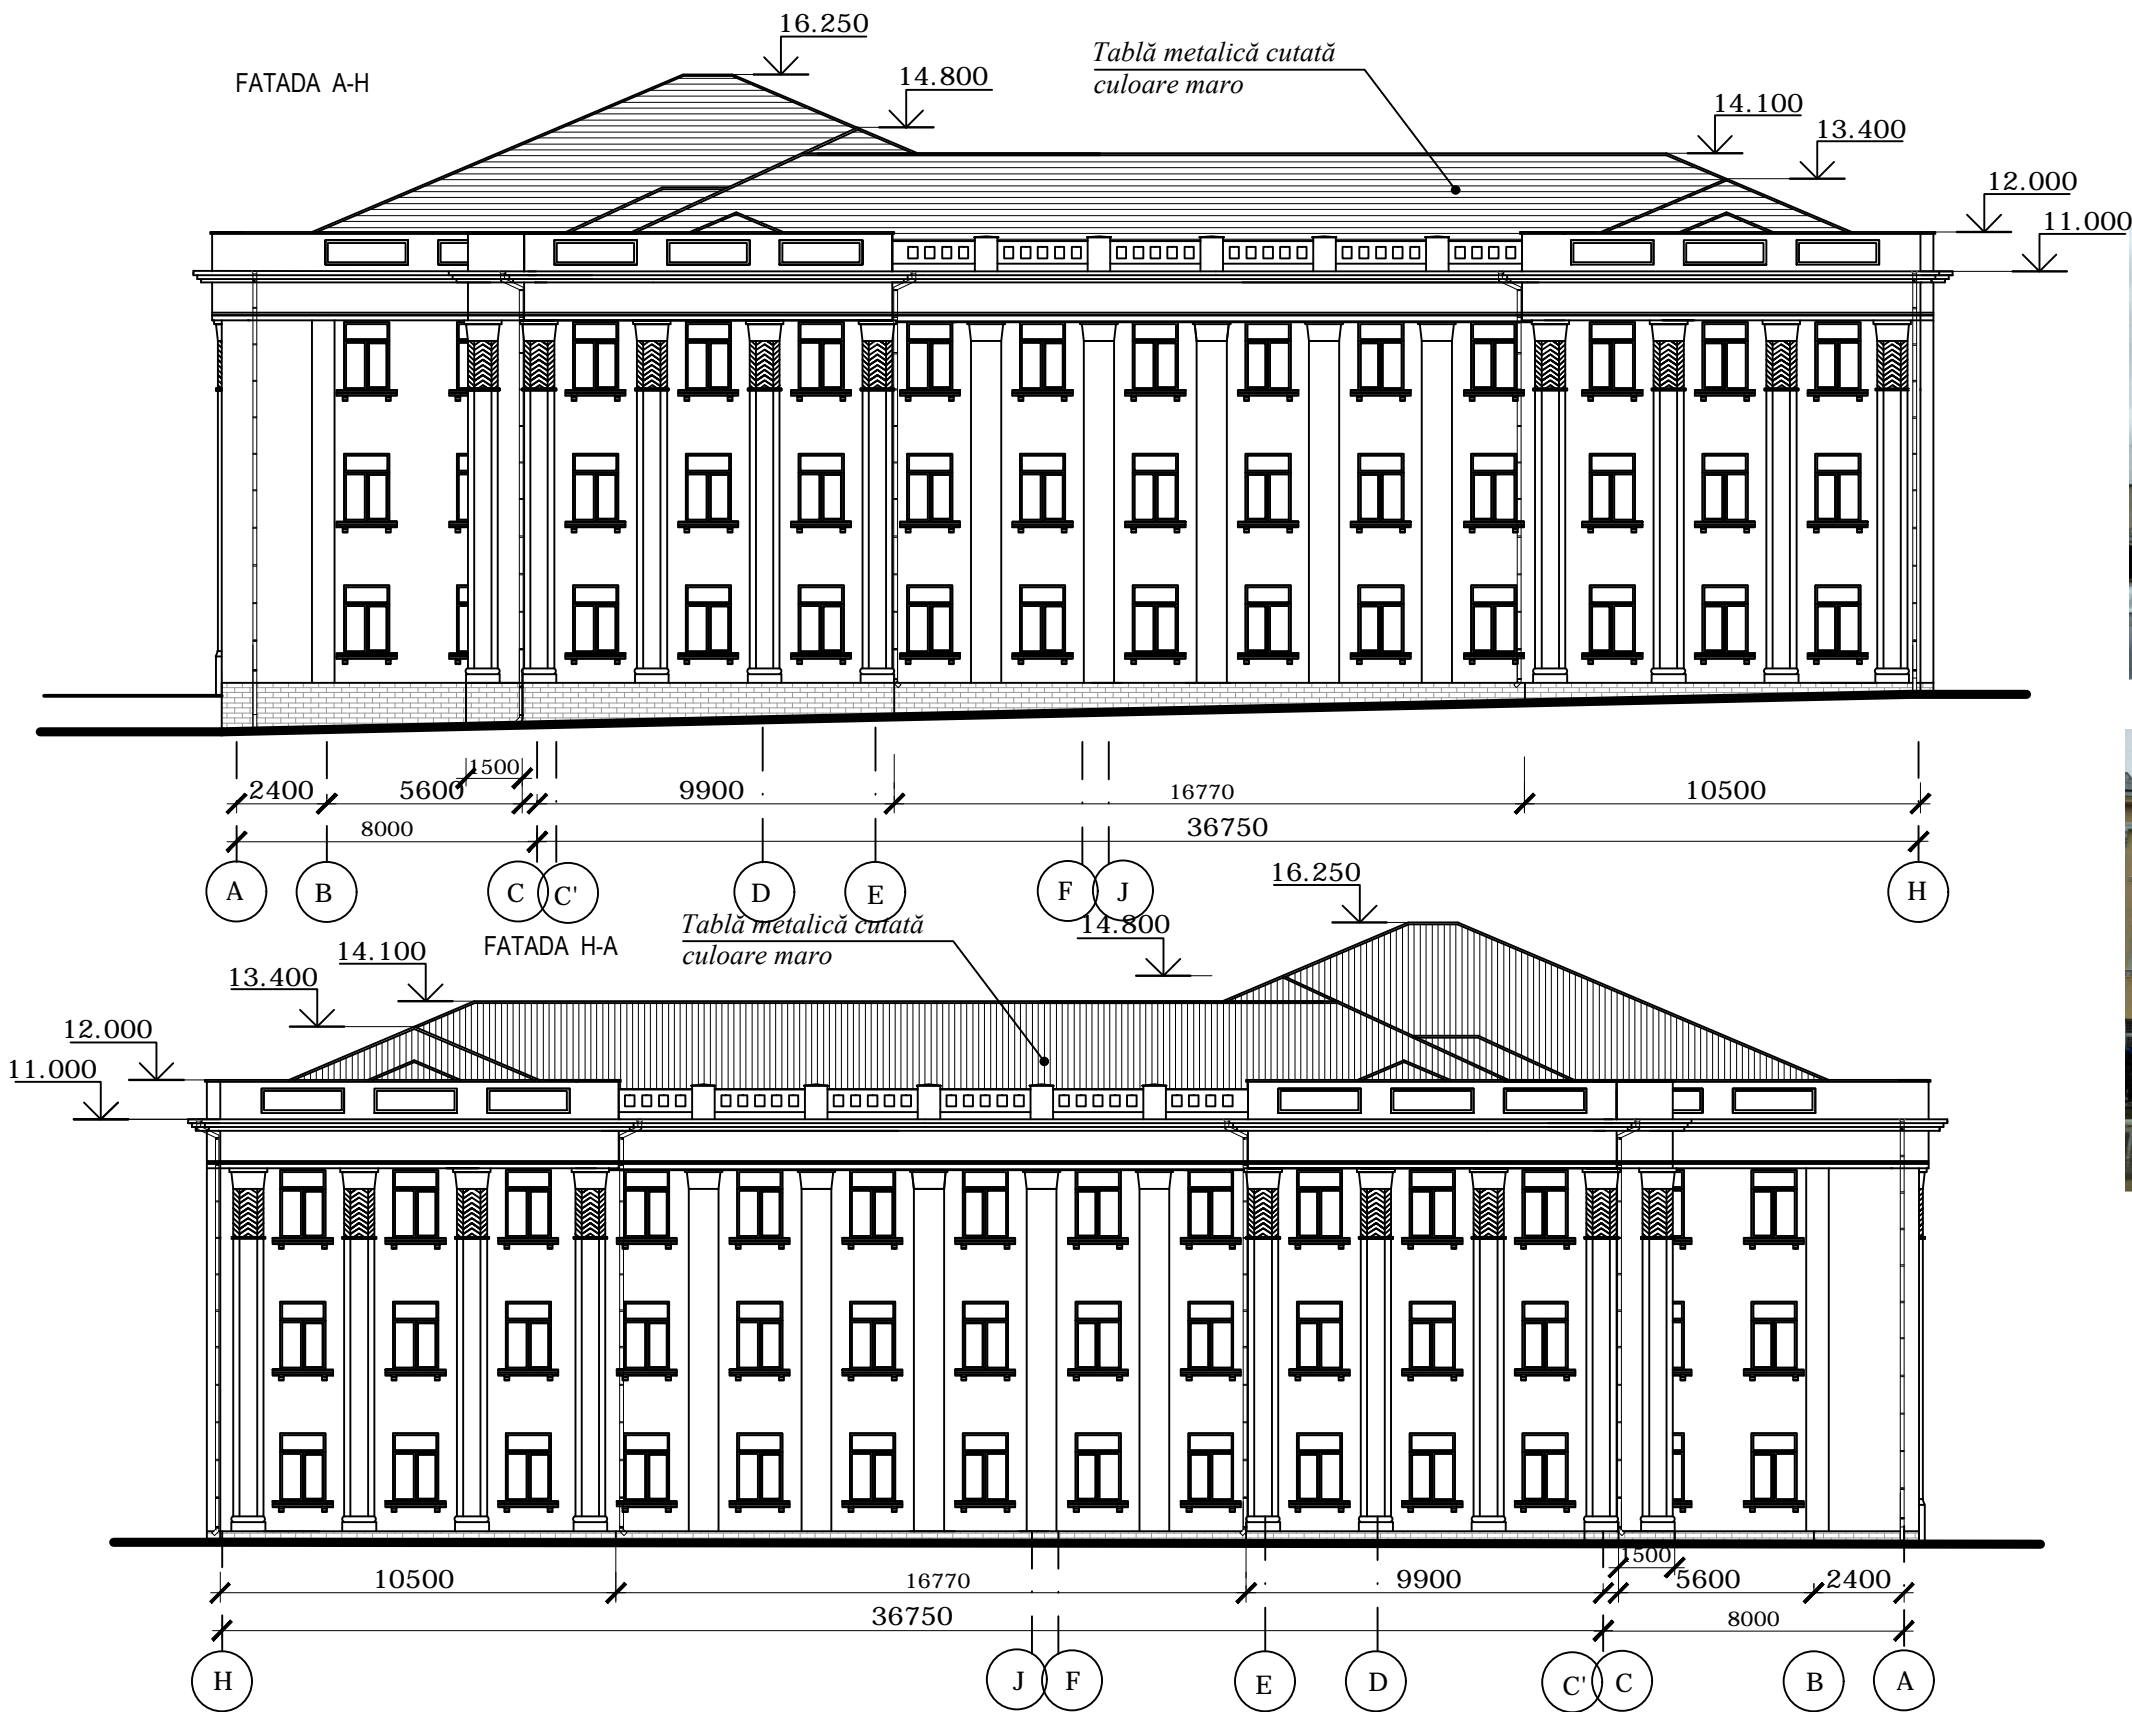 16.250
FATADA A-H
Tablă metalică cutată
culoare maro
14.800
14.100
13.400
12.000
11.000
1500
2400
5600
9900
16770
10500
8000
36750
A
B
C
C'
D
E
F
J
H
16.250
Tablă metalică cutată
culoare maro
14.800
FATADA H-A
14.100
13.400
12.000
11.000
1500
10500
16770
9900
5600
2400
36750
8000
H
J
F
E
D
C'
C
B
A